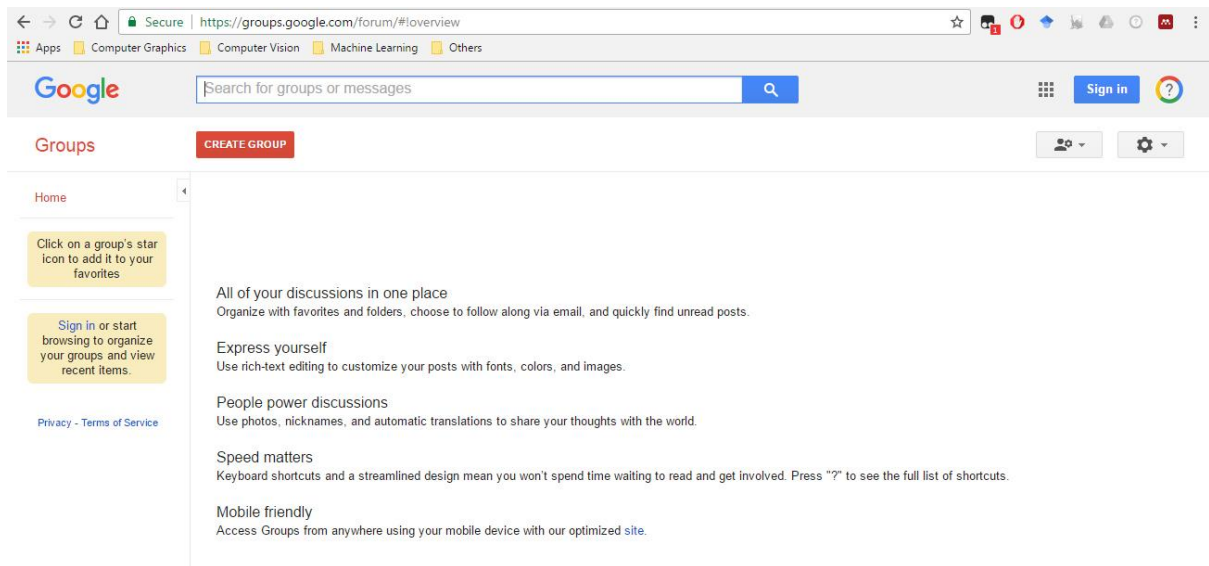 Secure | https://groups.google.com/forum/#!overview
1
Apps Computer Graphics Computer Vision Machine Learning Others
Google Search for groups or messages Sign in ?
Groups CREATE GROUP
Home
Click on a group's star
icon to add it to your
favorites
Sign in or start
browsing to organize
your groups and view
recent items.
Privacy - Terms of Service
All of your discussions in one place
Organize with favorites and folders, choose to follow along via email, and quickly find unread posts.
Express yourself
Use rich-text editing to customize your posts with fonts, colors, and images.
People power discussions
Use photos, nicknames, and automatic translations to share your thoughts with the world.
Speed matters
Keyboard shortcuts and a streamlined design mean you won't spend time waiting to read and get involved. Press "?" to see the full list of shortcuts.
Mobile friendly
Access Groups from anywhere using your mobile device with our optimized site.